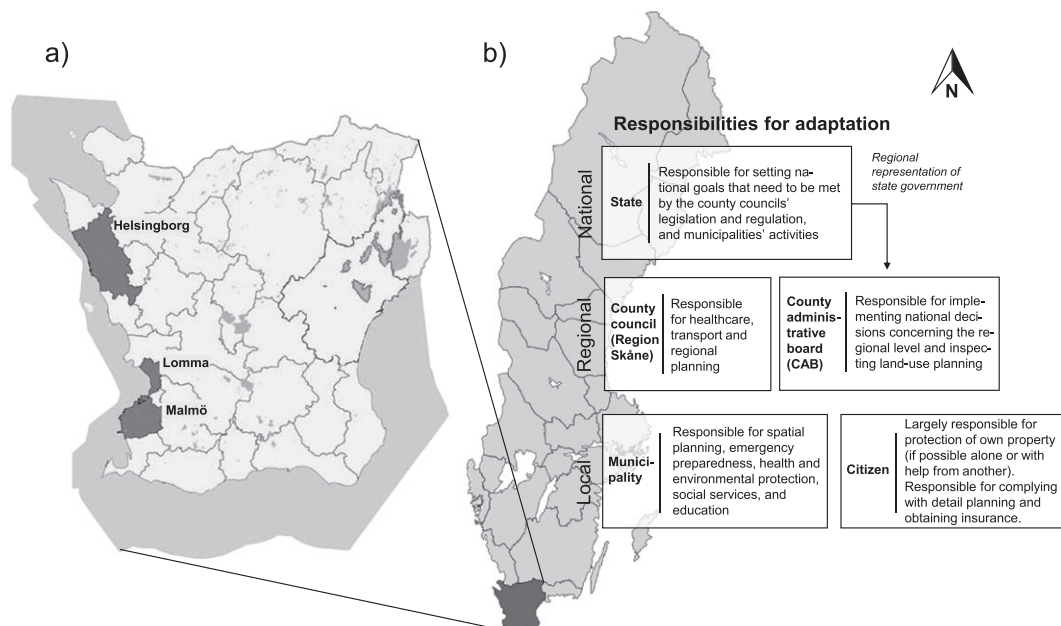 a)
Helsingborg
Lomma
Malmö
b)
N
Responsibilities for adaptation
National
State
Responsible for setting na-
tional goals that need to be met
by the county councils'
legislation and regulation,
and municipalities' activities
Regional
representation of
state government
Regional
County
council
(Region
Skåne)
Responsible
for healthcare,
transport and
regional
planning
County
adminis-
trative
board
(CAB)
Responsible for imple-
menting national deci-
sions concerning the re-
gional level and inspec-
ting land-use planning
Local
Munici-
pality
Responsible for spatial
planning, emergency
preparedness, health and
environmental protection,
social services, and
education
Citizen
Largely responsible for
protection of own property
(if possible alone or with
help from another).
Responsible for complying
with detail planning and
obtaining insurance.